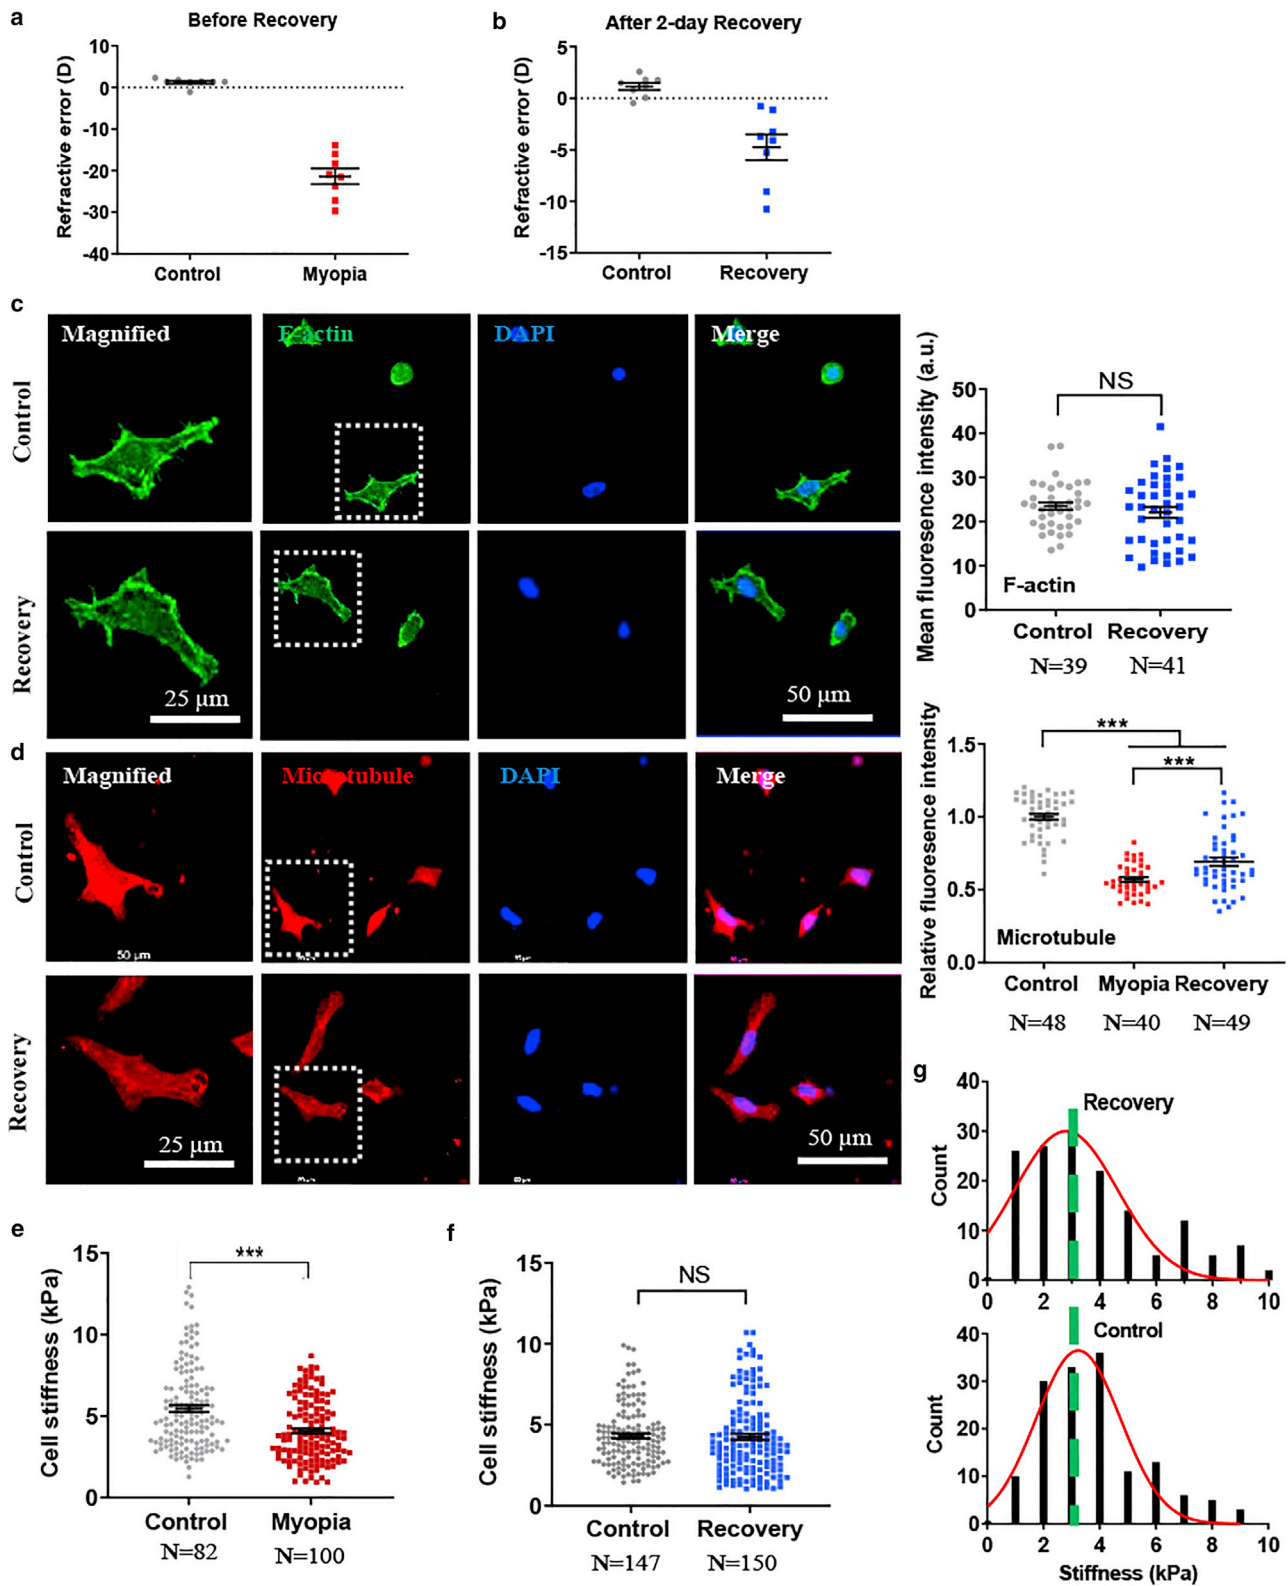 a
Before Recovery
Refractive error (D)
10
0
-10
-20
-30
-40
Control Myopia
b
After 2-day Recovery
Refractive error (D)
5
0
-5
-10
-15
Control Recovery
c
Control
Magnified
F-actin
DAPI
Merge
Recovery
25 µm
50 µm
Mean fluoresence intensity (a.u.)
50
40
30
20
10
0
NS
F-actin
Control Recovery
N=39 N=41
d
Control
Magnified
Microtubule
DAPI
Merge
50 µm
Recovery
25 µm
50 µm
Relative fluoresence intensity
1.5
1.0
0.5
0.0
***
***
Microtubule
Control Myopia Recovery
N=48 N=40 N=49
e
Cell stiffness (kPa)
15
10
5
0
***
Control Myopia
N=82 N=100
f
Cell stiffness (kPa)
15
10
5
0
NS
Control Recovery
N=147 N=150
g
Count
40
30
20
10
0
Recovery
0 2 4 6 8 10
Count
40
30
20
10
0
Control
0 2 4 6 8 10
Stiffness (kPa)